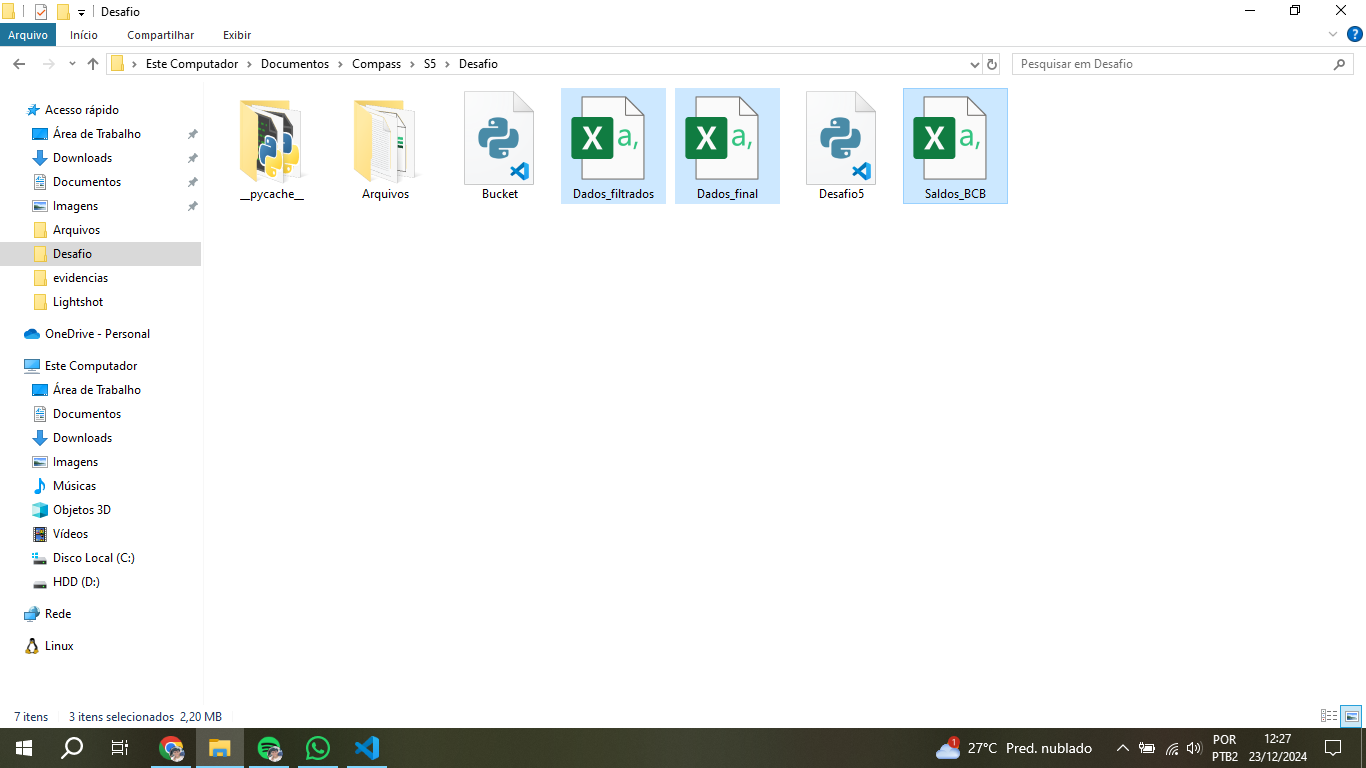 Desafio
Arquivo Início Compartilhar Exibir
Este Computador Documentos Compass S5 Desafio
Pesquisar em Desafio
Acesso rápido
Área de Trabalho
Downloads
Documentos
Imagens
Arquivos
Desafio
evidencias
Lightshot
OneDrive - Personal
Este Computador
Área de Trabalho
Documentos
Downloads
Imagens
Músicas
Objetos 3D
Vídeos
Disco Local (C:)
HDD (D:)
Rede
Linux
__pycache__
Arquivos
Bucket
X a,
Dados_filtrados
X a,
Dados_final
Desafio5
X a,
Saldos_BCB
7 itens 3 itens selecionados 2,20 MB
1
27°C Pred. nublado
POR
PTB2
12:27
23/12/2024